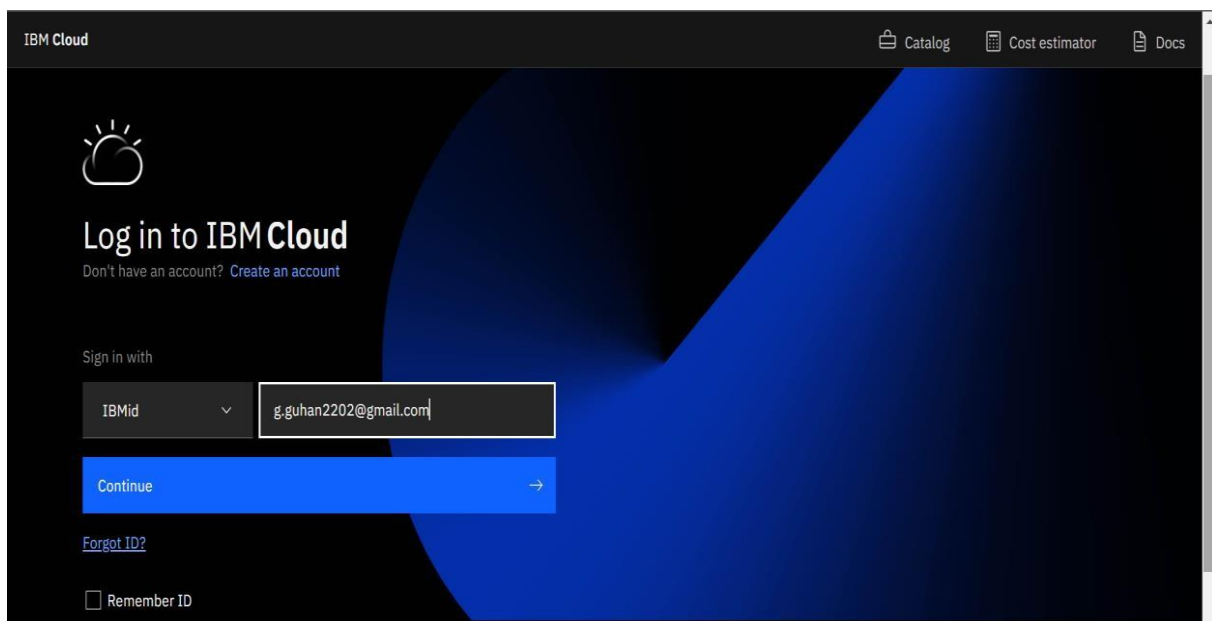 IBM Cloud Catalog Cost estimator Docs
Log in to IBM Cloud
Don't have an account? Create an account
Sign in with
IBMid g.guhan2202@gmail.com
Continue
Forgot ID?
Remember ID